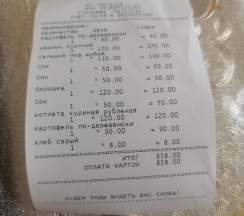 наименование/
количество цена сумма
картофель по-деревенски
* 90.00 = 90.00
шашлык куриный
* 170.00 = 170.00
селедка под шубой
1 * 110.00 = 110.00
сок
1 * 50.00 = 50.00
сок
1 * 50.00 = 50.00
окрошка
1 * 120.00 = 120.00
сок
1 * 50.00 = 50.00
котлета куриная рубленая
1 * 120.00 = 120.00
картофель по-деревенски
1 * 90.00 = 90.00
хлеб серый
1 * 8.00 = 8.00
ИТОГ 858.00
ОПЛАТА КАРТОЙ 858.00
БУДЕМ РАДЫ ВИДЕТЬ ВАС СНОВА!